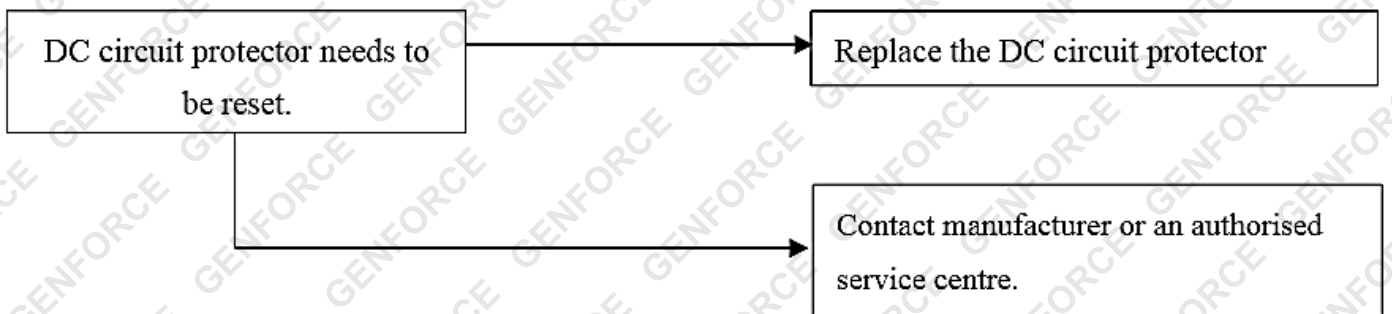 DC circuit protector needs to
be reset.
Replace the DC circuit protector
Contact manufacturer or an authorised
service centre.
GENFORCE